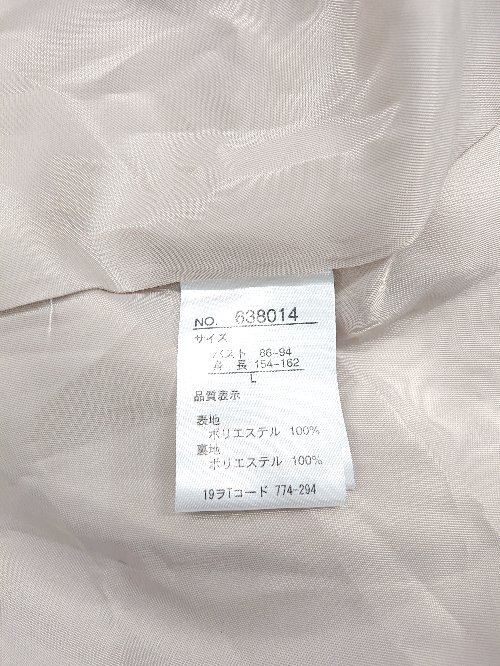 NO. 638014
サイズ
バスト 86-94
身 長 154-162
L
品質表示
表地
ポリエステル 100%
裏地
ポリエステル 100%
19ヲTコード 774-294